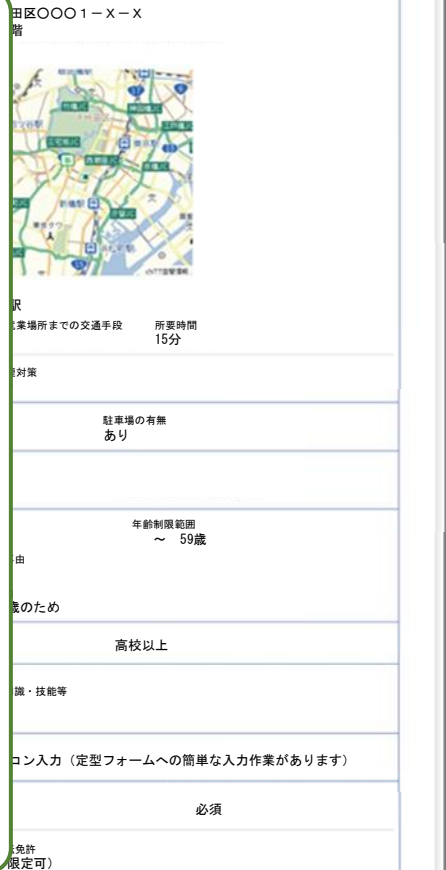 田区〇〇〇１－Ｘ－Ｘ
階
駅
業場所までの交通手段 所要時間
15分
対策
駐車場の有無
あり
年齢制限範囲
～ 59歳
由
歳のため
高校以上
識・技能等
コン入力（定型フォームへの簡単な入力作業があります）
必須
免許
限定可）